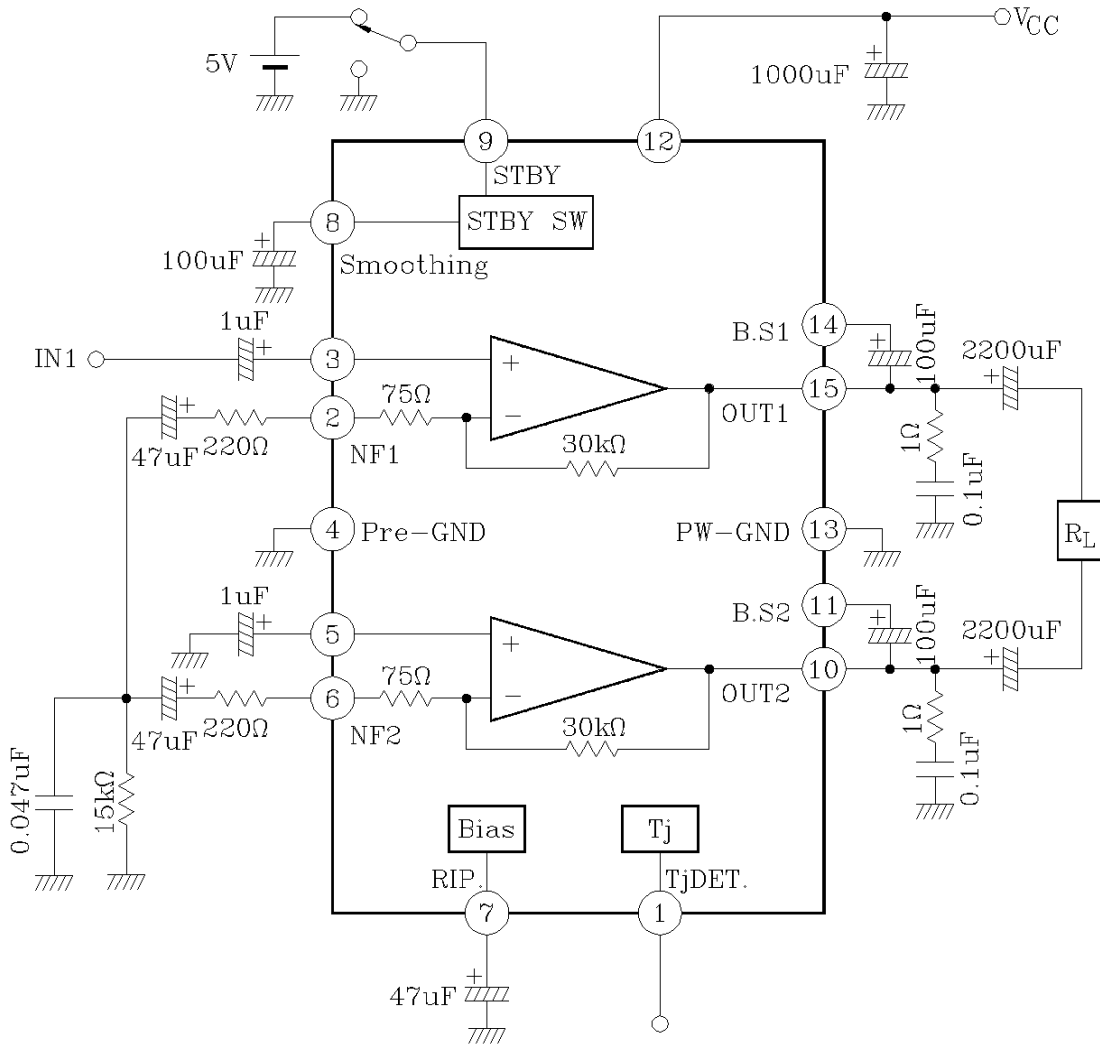 VCC
5V
+
1000uF
9
12
STBY
8
STBY SW
+
100uF
Smoothing
1uF
B.S1
14
+
100uF
2200uF
IN1
+
3
+
+
75Ω
15
OUT1
+
220Ω
2
−
1Ω
47uF
NF1
30kΩ
0.1uF
4
Pre-GND
PW-GND
13
RL
1uF
B.S2
11
+
100uF
2200uF
+
5
+
+
75Ω
10
OUT2
+
220Ω
6
−
1Ω
47uF
NF2
30kΩ
0.1uF
0.047uF
15kΩ
Bias
Tj
RIP.
TjDET.
7
1
+
47uF